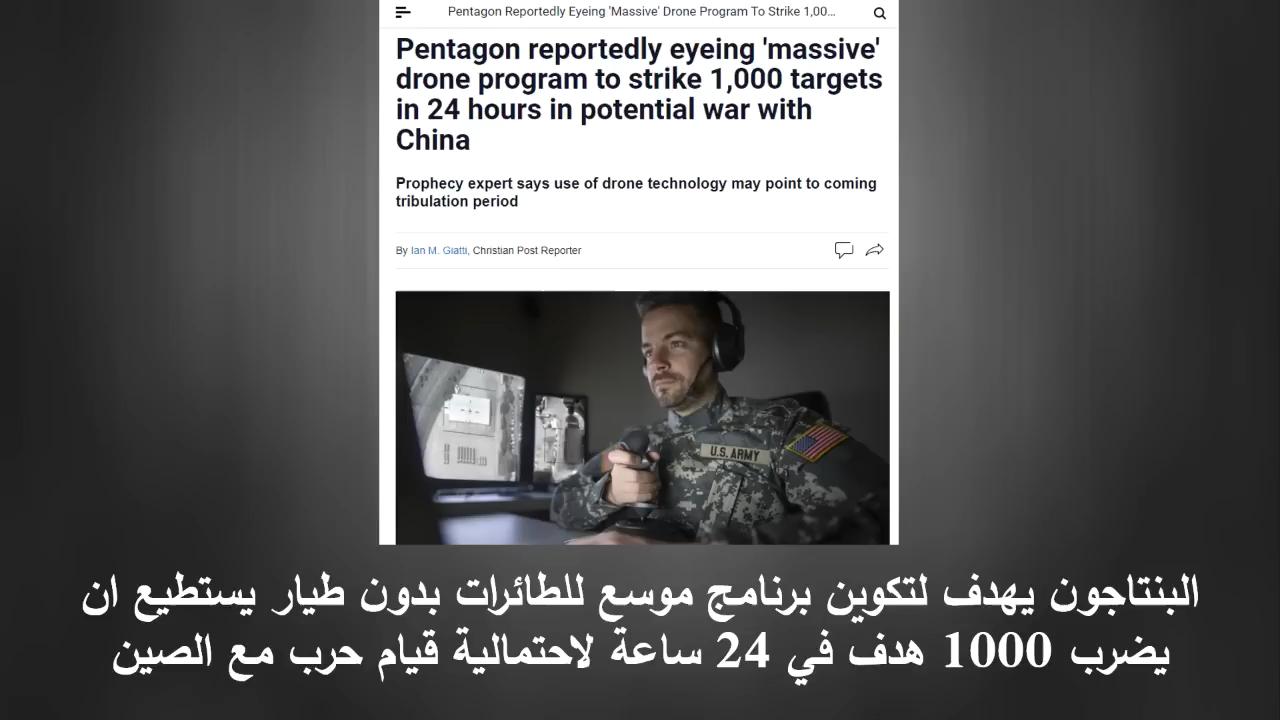 Pentagon Reportedly Eyeing 'Massive' Drone Program To Strike 1,00...
Pentagon reportedly eyeing 'massive'
drone program to strike 1,000 targets
in 24 hours in potential war with
China
Prophecy expert says use of drone technology may point to coming
tribulation period
By Ian M. Giatti, Christian Post Reporter
U.S. ARMY
البنتاجون يهدف لتكوين برنامج موسع للطائرات بدون طيار يستطيع ان
يضرب 1000 هدف في 24 ساعة لاحتمالية قيام حرب مع الصين